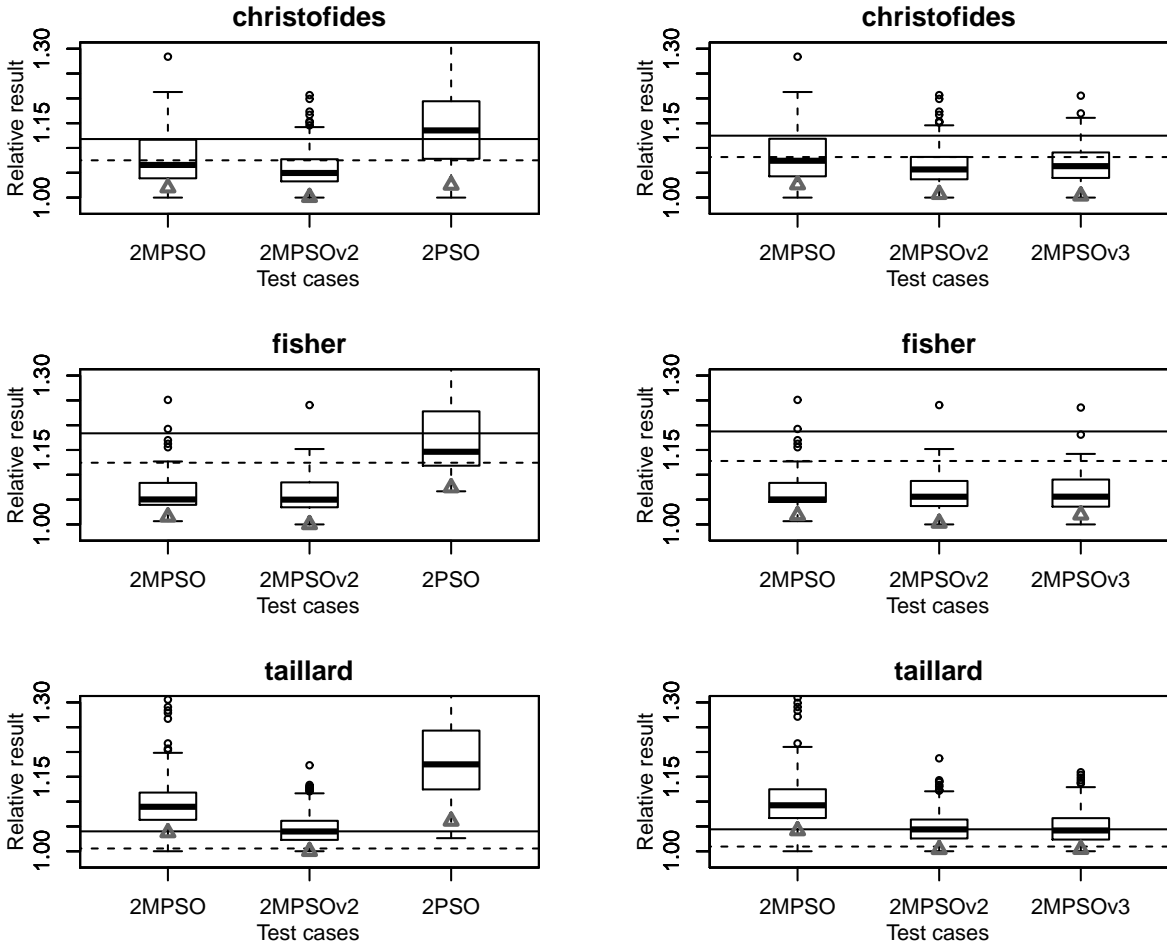 christofides
Relative result
1.00 1.15 1.30
2MPSO 2MPSOv2 2PSO
Test cases
christofides
Relative result
1.00 1.15 1.30
2MPSO 2MPSOv2 2MPSOv3
Test cases
fisher
Relative result
1.00 1.15 1.30
2MPSO 2MPSOv2 2PSO
Test cases
fisher
Relative result
1.00 1.15 1.30
2MPSO 2MPSOv2 2MPSOv3
Test cases
taillard
Relative result
1.00 1.15 1.30
2MPSO 2MPSOv2 2PSO
Test cases
taillard
Relative result
1.00 1.15 1.30
2MPSO 2MPSOv2 2MPSOv3
Test cases